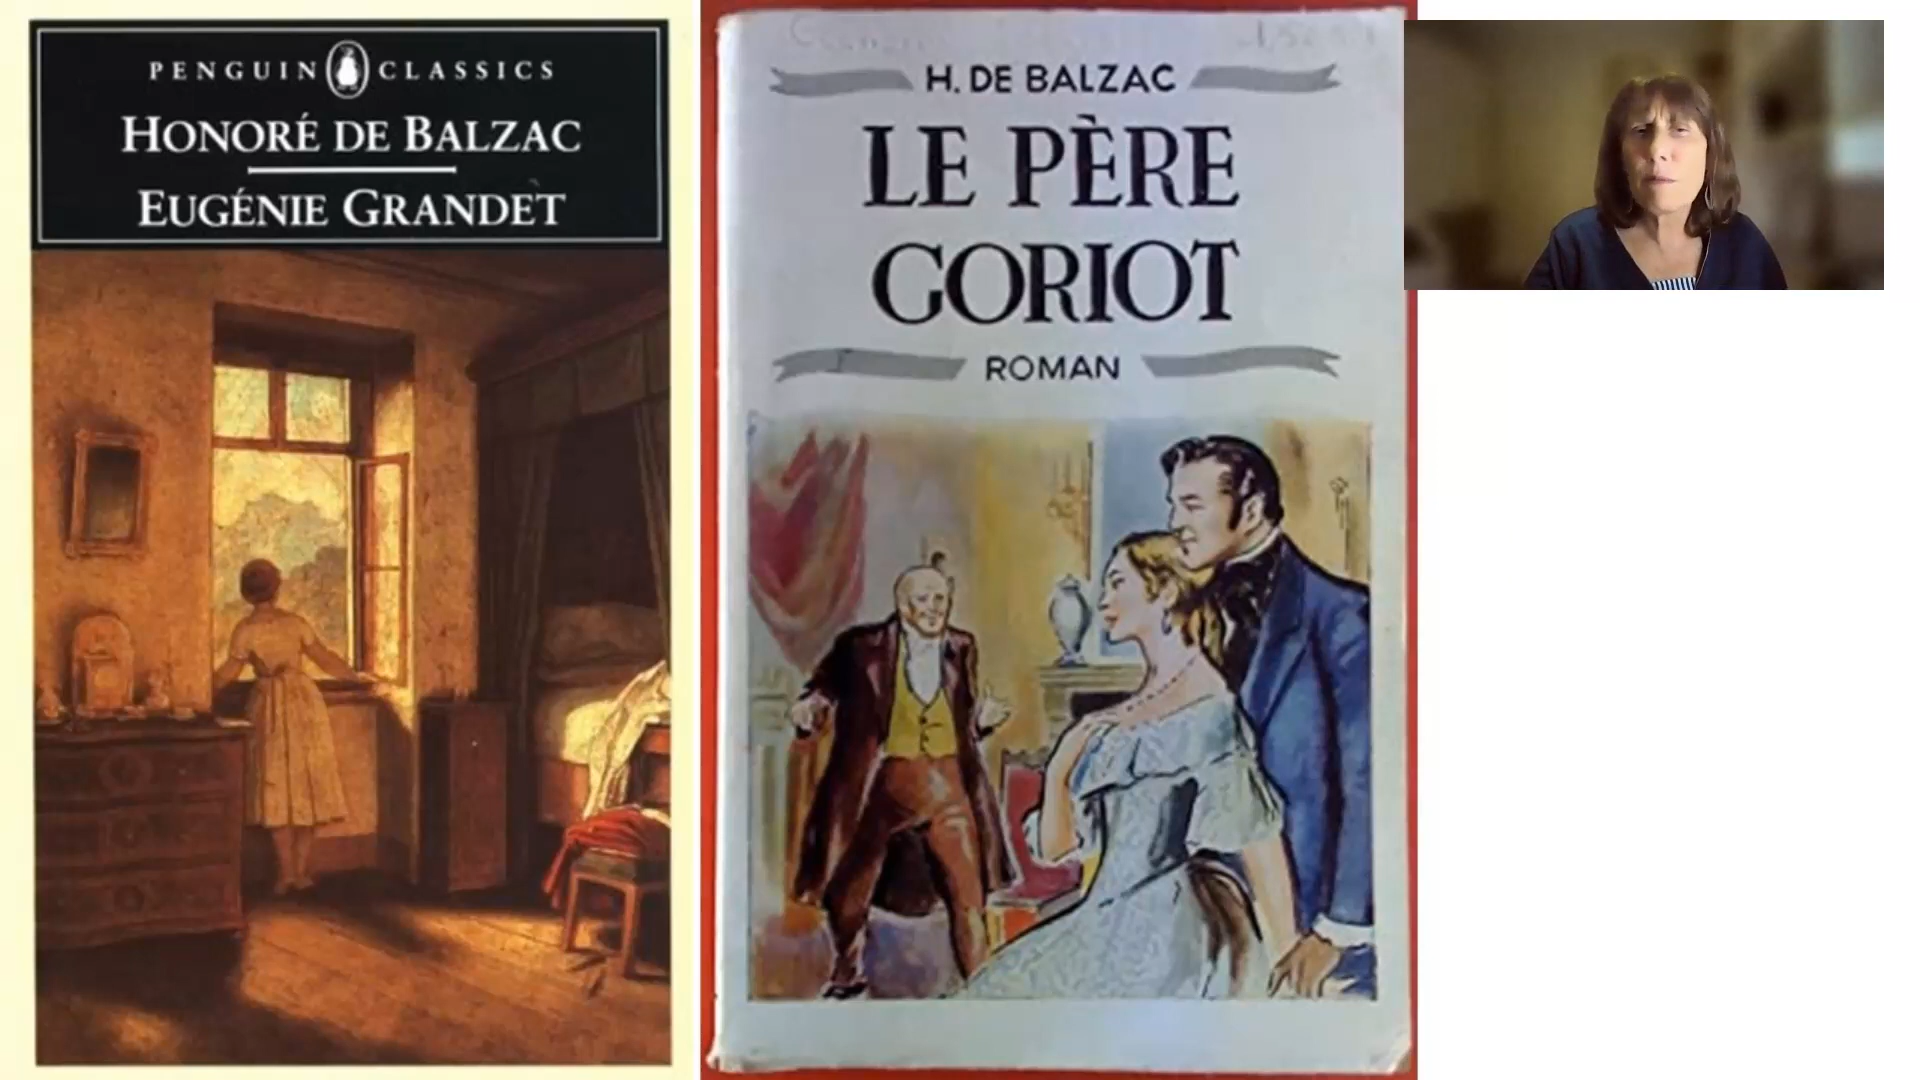 PENGUIN CLASSICS
HONORÉ DE BALZAC
EUGÉNIE GRANDET
H. DE BALZAC
LE PÈRE
GORIOT
ROMAN